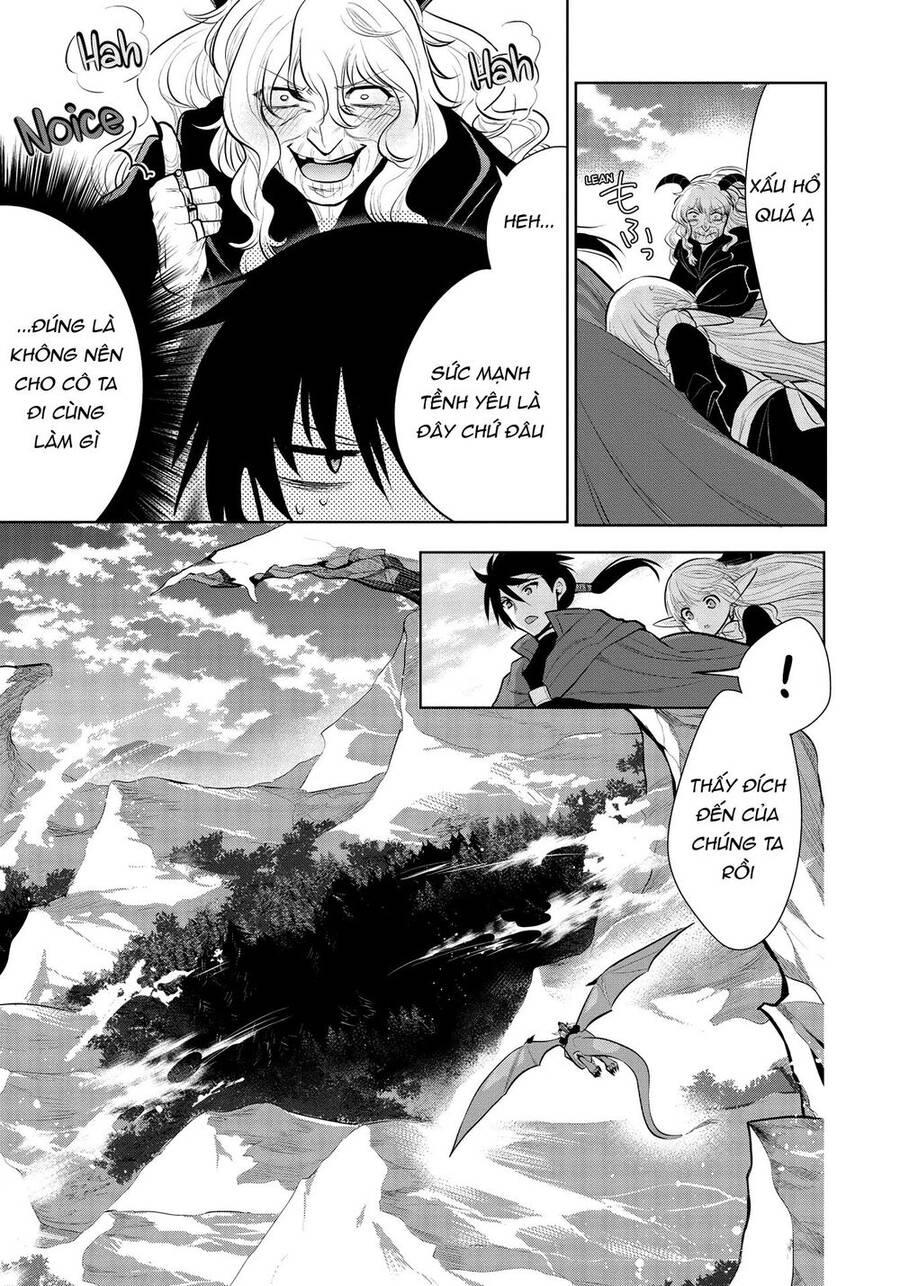 XẤU HỔ
QUÁ Ạ
LEAN
もふっ
Hah
Hah
Noice
HEH...
SỨC MẠNH
TỀNH YÊU LÀ
ĐÂY CHỨ ĐÂU
...ĐÚNG LÀ
KHÔNG NÊN
CHO CÔ TA
ĐI CÙNG
LÀM GÌ
!
THẤY ĐÍCH
ĐẾN CỦA
CHÚNG TA
RỒI